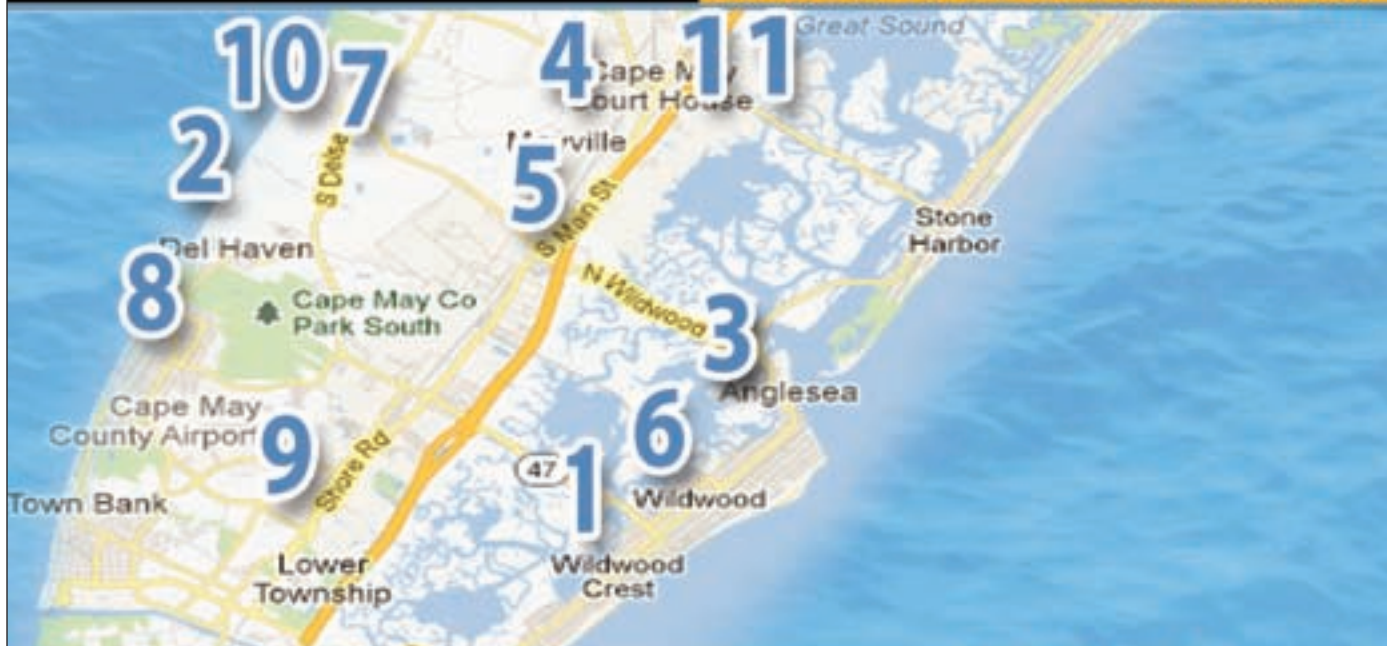 Great Sound
10
7
4
11
Cape May
Court House
2
Mayville
5
S Delse
S Main St
Stone
Harbor
Del Haven
8
Cape May Co
Park South
N Wildwood
3
Anglesea
Cape May
County Airport
9
Shore Rd
6
47
1
Wildwood
Town Bank
Lower
Township
Wildwood
Crest